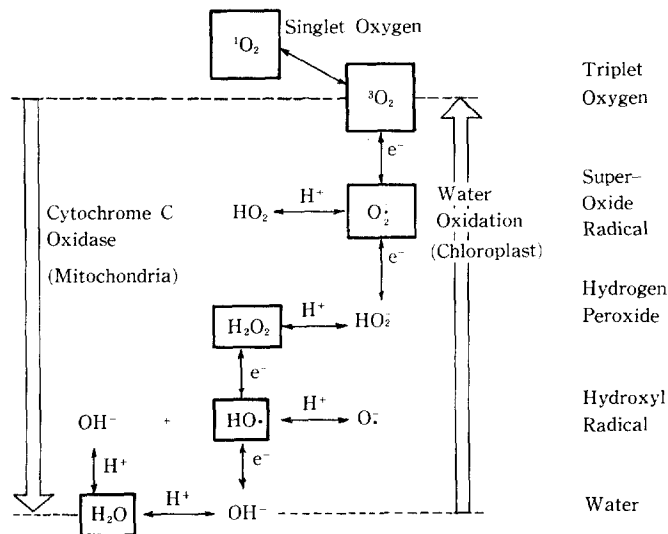 Singlet Oxygen
¹O₂
³O₂
Triplet
Oxygen
e⁻
Cytochrome C
Oxidase
(Mitochondria)
HO₂
H⁺
O₂⁻•
Water
Oxidation
(Chloroplast)
Super-
Oxide
Radical
e⁻
H₂O₂
H⁺
HO₂⁻
Hydrogen
Peroxide
e⁻
OH⁻ + HO• H⁺ O•⁻
Hydroxyl
Radical
H⁺
e⁻
H₂O H⁺ OH⁻
Water